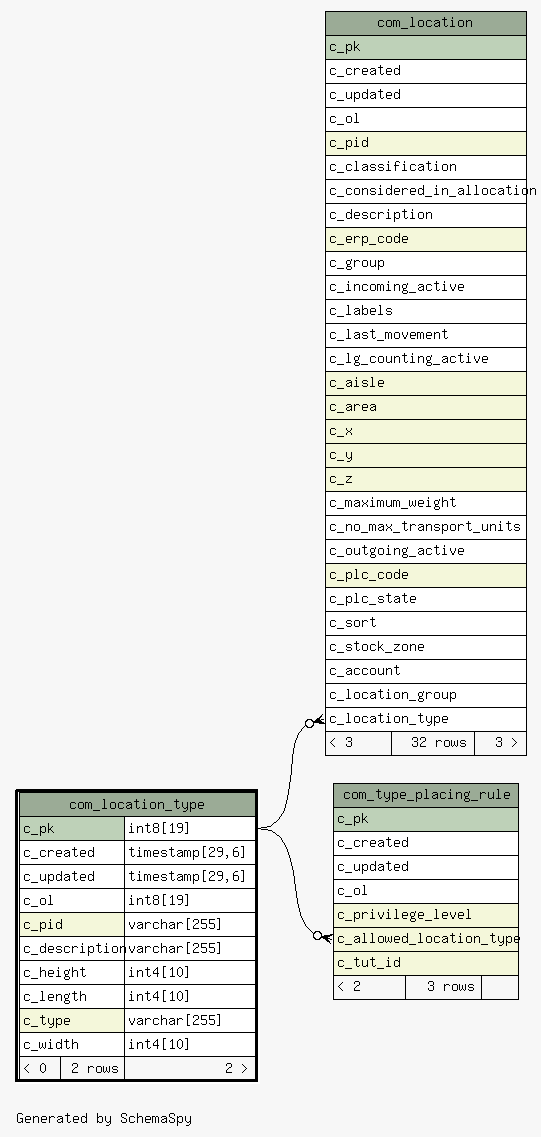 com_location
c_pk
c_created
c_updated
c_ol
c_pid
c_classification
c_considered_in_allocation
c_description
c_erp_code
c_group
c_incoming_active
c_labels
c_last_movement
c_lg_counting_active
c_aisle
c_area
c_x
c_y
c_z
c_maximum_weight
c_no_max_transport_units
c_outgoing_active
c_plc_code
c_plc_state
c_sort
c_stock_zone
c_account
c_location_group
c_location_type
< 3 32 rows 3 >
com_location_type
c_pk int8[19]
c_created timestamp[29,6]
c_updated timestamp[29,6]
c_ol int8[19]
c_pid varchar[255]
c_description varchar[255]
c_height int4[10]
c_length int4[10]
c_type varchar[255]
c_width int4[10]
< 0 2 rows 2 >
com_type_placing_rule
c_pk
c_created
c_updated
c_ol
c_privilege_level
c_allowed_location_type
c_tut_id
< 2 3 rows
Generated by SchemaSpy